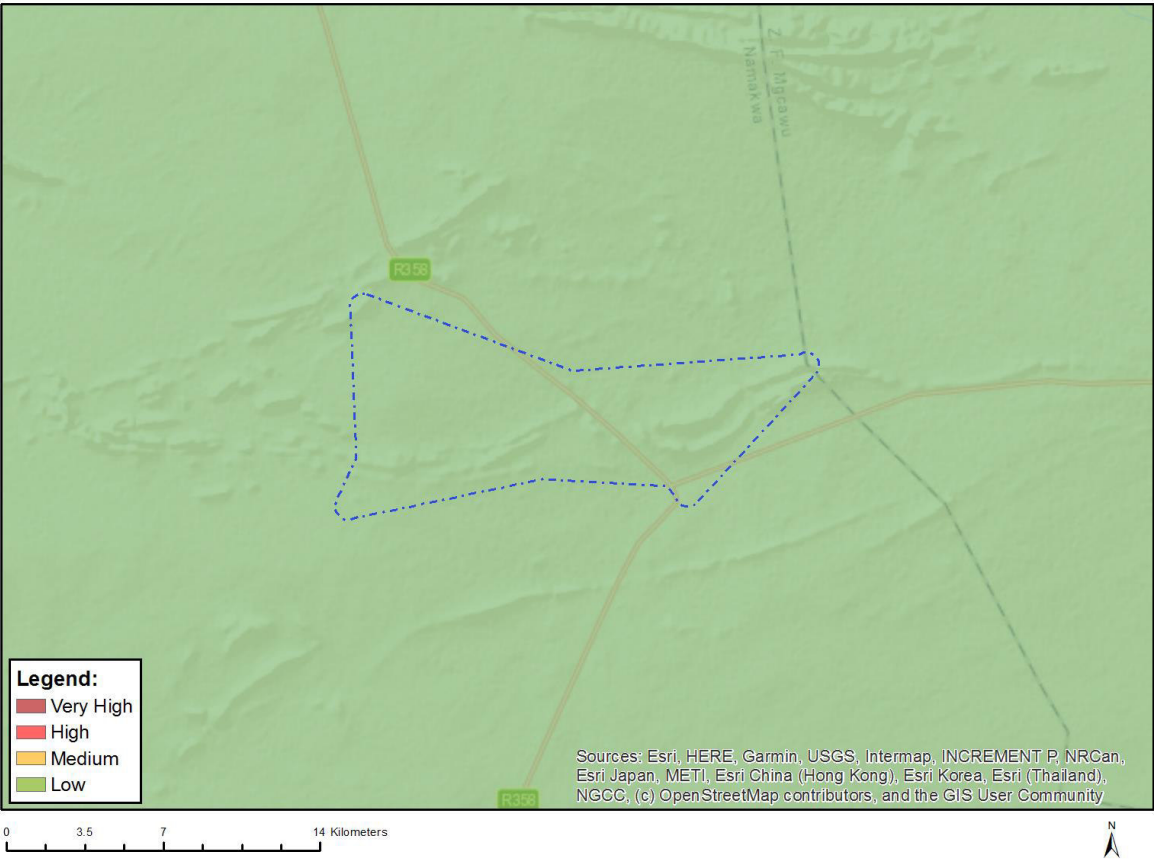 Z F Mgcawu
Namakwa
R358
R358
Legend:
Very High
High
Medium
Low
Sources: Esri, HERE, Garmin, USGS, Intermap, INCREMENT P, NRCan,
Esri Japan, METI, Esri China (Hong Kong), Esri Korea, Esri (Thailand),
NGCC, (c) OpenStreetMap contributors, and the GIS User Community
0 3.5 7 14 Kilometers
N